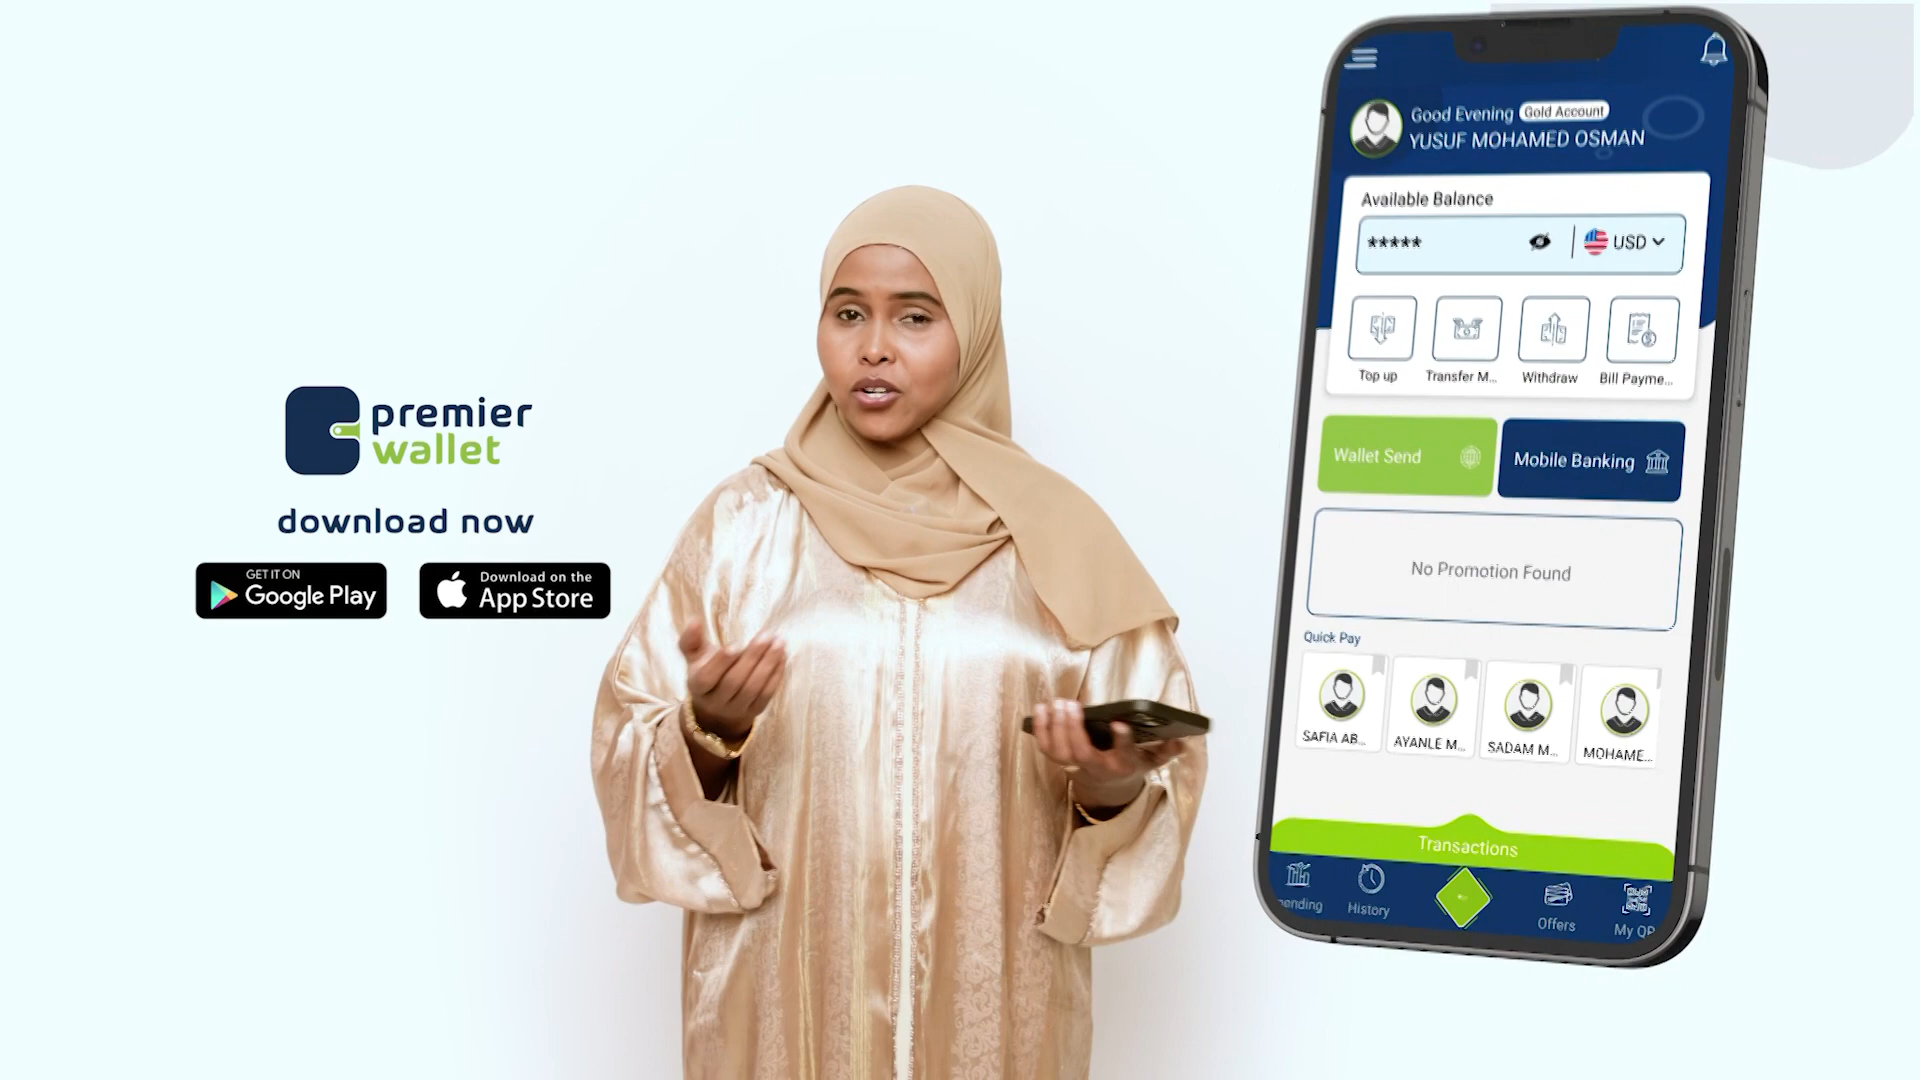 premier
wallet
download now
GET IT ON
Google Play
Download on the
App Store
Good Evening Gold Account
YUSUF MOHAMED OSMAN
Available Balance
***** USD
Top up Transfer M... Withdraw Bill Payme...
Wallet Send Mobile Banking
No Promotion Found
Quick Pay
SAFIA AB... AYANLE M... SADAM M... MOHAME...
Transactions
ending History Offers My QR